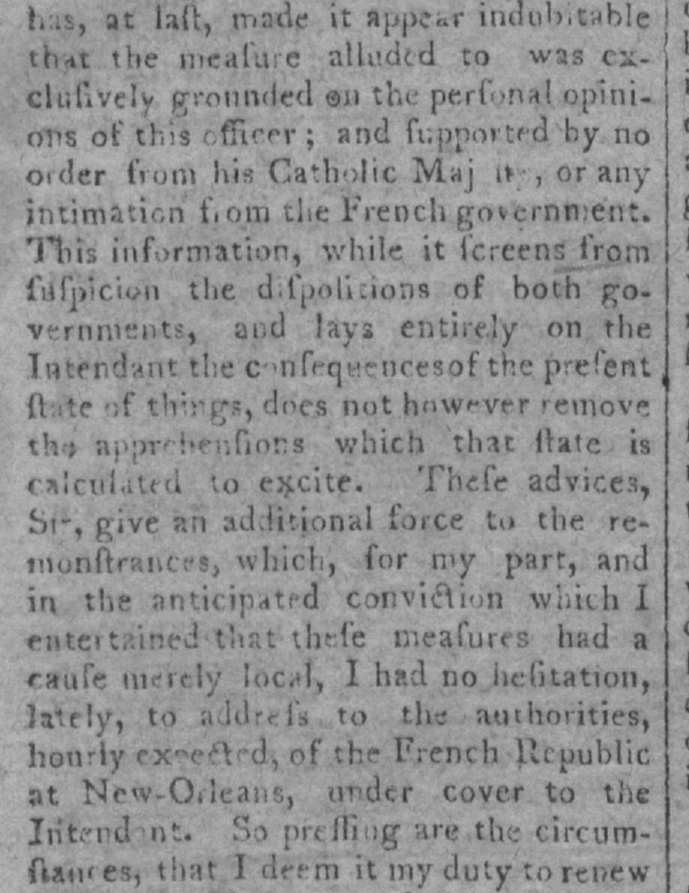 has, at laſt, made it appear indubitable
that the meaſure alluded to was ex-
cluſively grounded on the perſonal opini-
ons of this officer; and ſupported by no
order from his Catholic Maj ty, or any
intimation from the French government.
This information, while it ſcreens from
ſuſpicion the diſpoſitions of both go-
vernments, and lays entirely on the
Intendant the conſequences of the preſent
ſtate of things, does not however remove
the apprehenſions which that ſtate is
calculated to excite. Theſe advices,
Sir, give an additional force to the re-
monſtrances, which, for my part, and
in the anticipated conviction which I
entertained that theſe meaſures had a
cauſe merely local, I had no heſitation,
lately, to addreſs to the authorities,
hourly expected, of the French Republic
at New-Orleans, under cover to the
Intendant. So preſſing are the circum-
ſtances, that I deem it my duty to renew